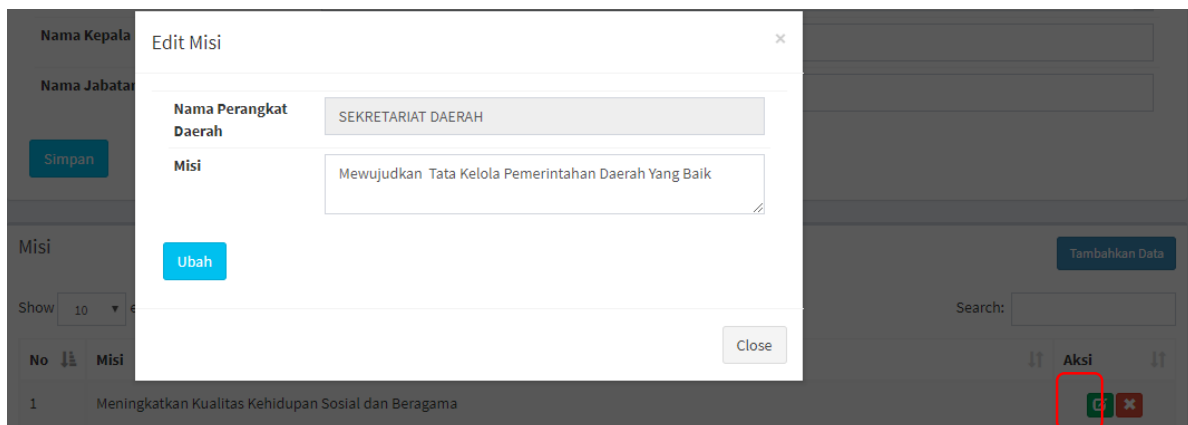 Nama Kepala
Edit Misi
×
Nama Jabatan
Nama Perangkat
Daerah
SEKRETARIAT DAERAH
Simpan
Misi
Mewujudkan Tata Kelola Pemerintahan Daerah Yang Baik
Ubah
Misi
Tambahkan Data
Show 10
Search:
Close
No Misi Aksi
1 Meningkatkan Kualitas Kehidupan Sosial dan Beragama